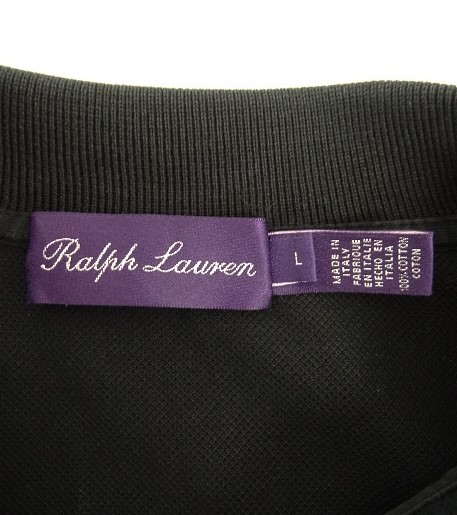 Ralph Lauren
L
MADE IN
ITALY
FABRIQUE
EN ITALIE
HECHO EN
ITALIA
100% COTTON
COTON